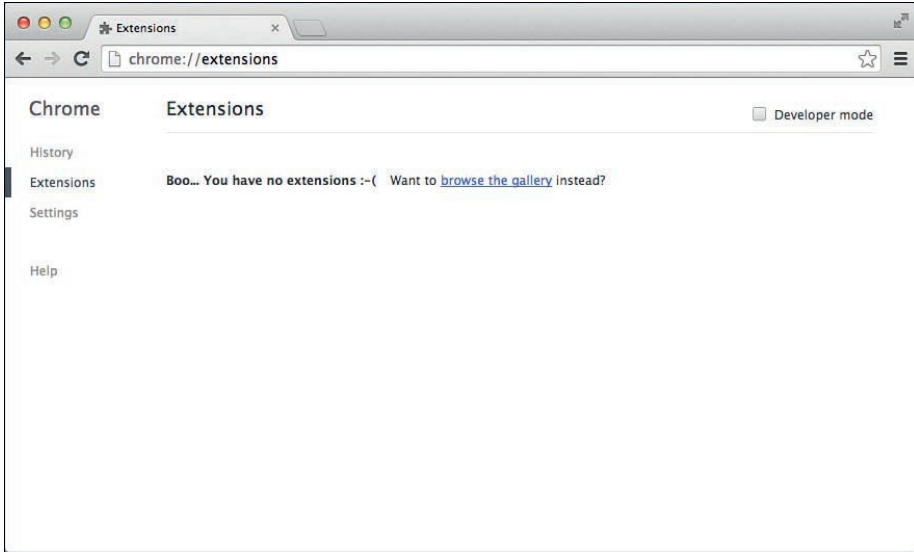 Extensions
chrome://extensions
Chrome
Extensions
Developer mode
History
Extensions
Settings
Help
Boo... You have no extensions :-( Want to browse the gallery instead?